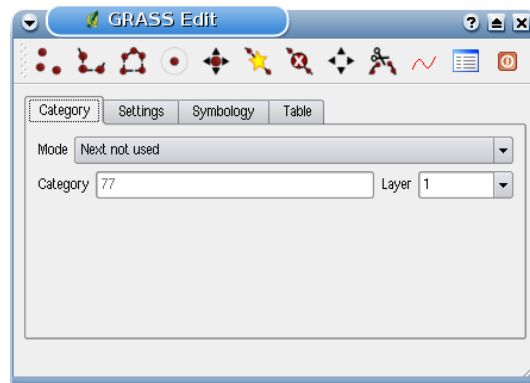 GRASS Edit
Category Settings Symbology Table
Mode Next not used
Category 77 Layer 1